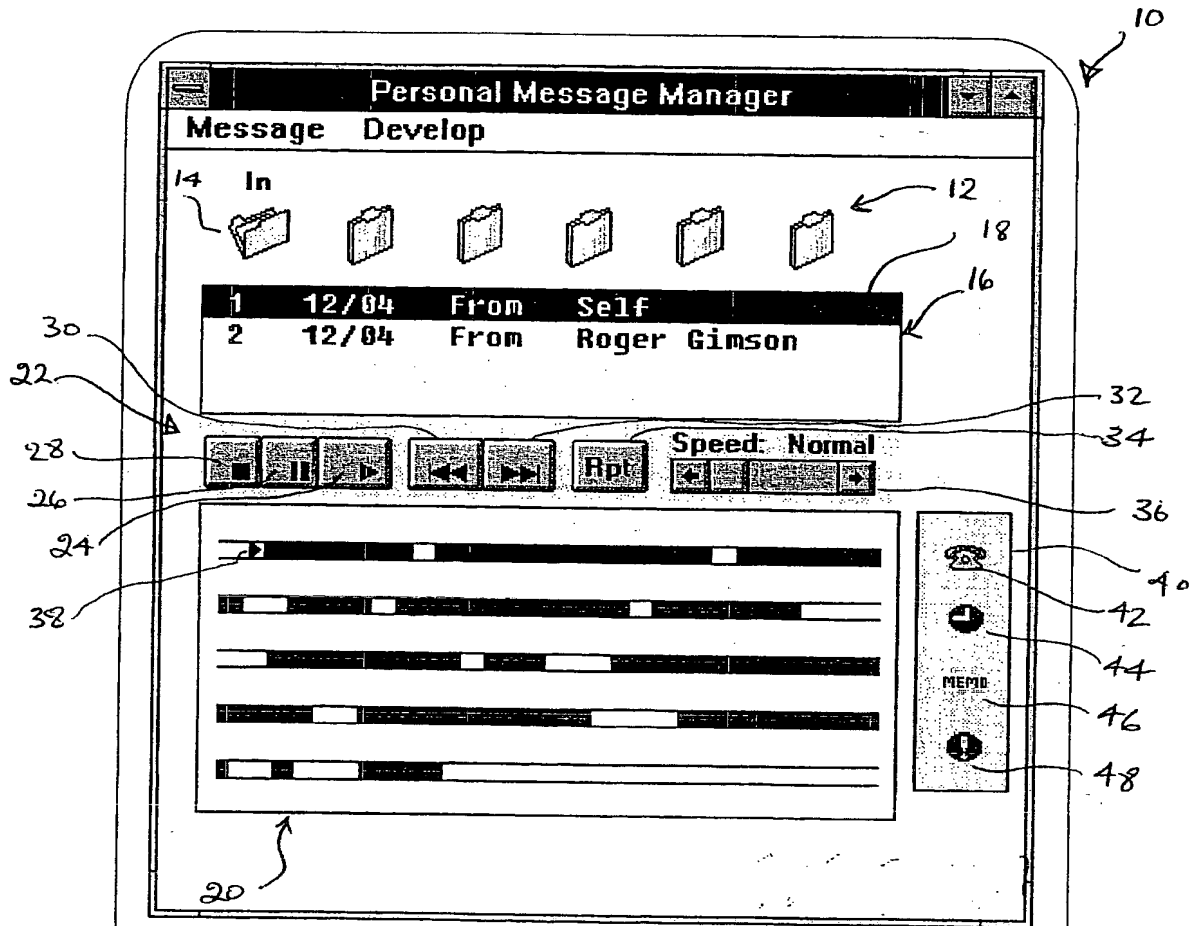 10
Personal Message Manager
Message Develop
14 In
12
18
16
1 12/04 From Self
2 12/04 From Roger Gimson
30
22
32
34
28
Rpt
Speed: Normal
26
36
24
40
38
42
44
MEMO
46
48
20